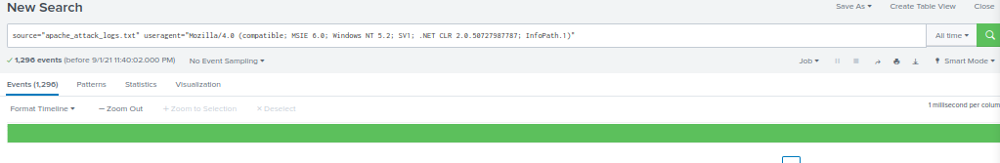 New Search
Save As Create Table View Close
source="apache_attack_logs.txt" useragent="Mozilla/4.0 (compatible; MSIE 6.0; Windows NT 5.2; SV1; .NET CLR 2.0.50727987787; InfoPath.1)"
All time
1,296 events (before 9/1/21 11:40:02.000 PM) No Event Sampling Job Smart Mode
Events (1,296) Patterns Statistics Visualization
Format Timeline — Zoom Out + Zoom to Selection × Deselect
1 millisecond per colum